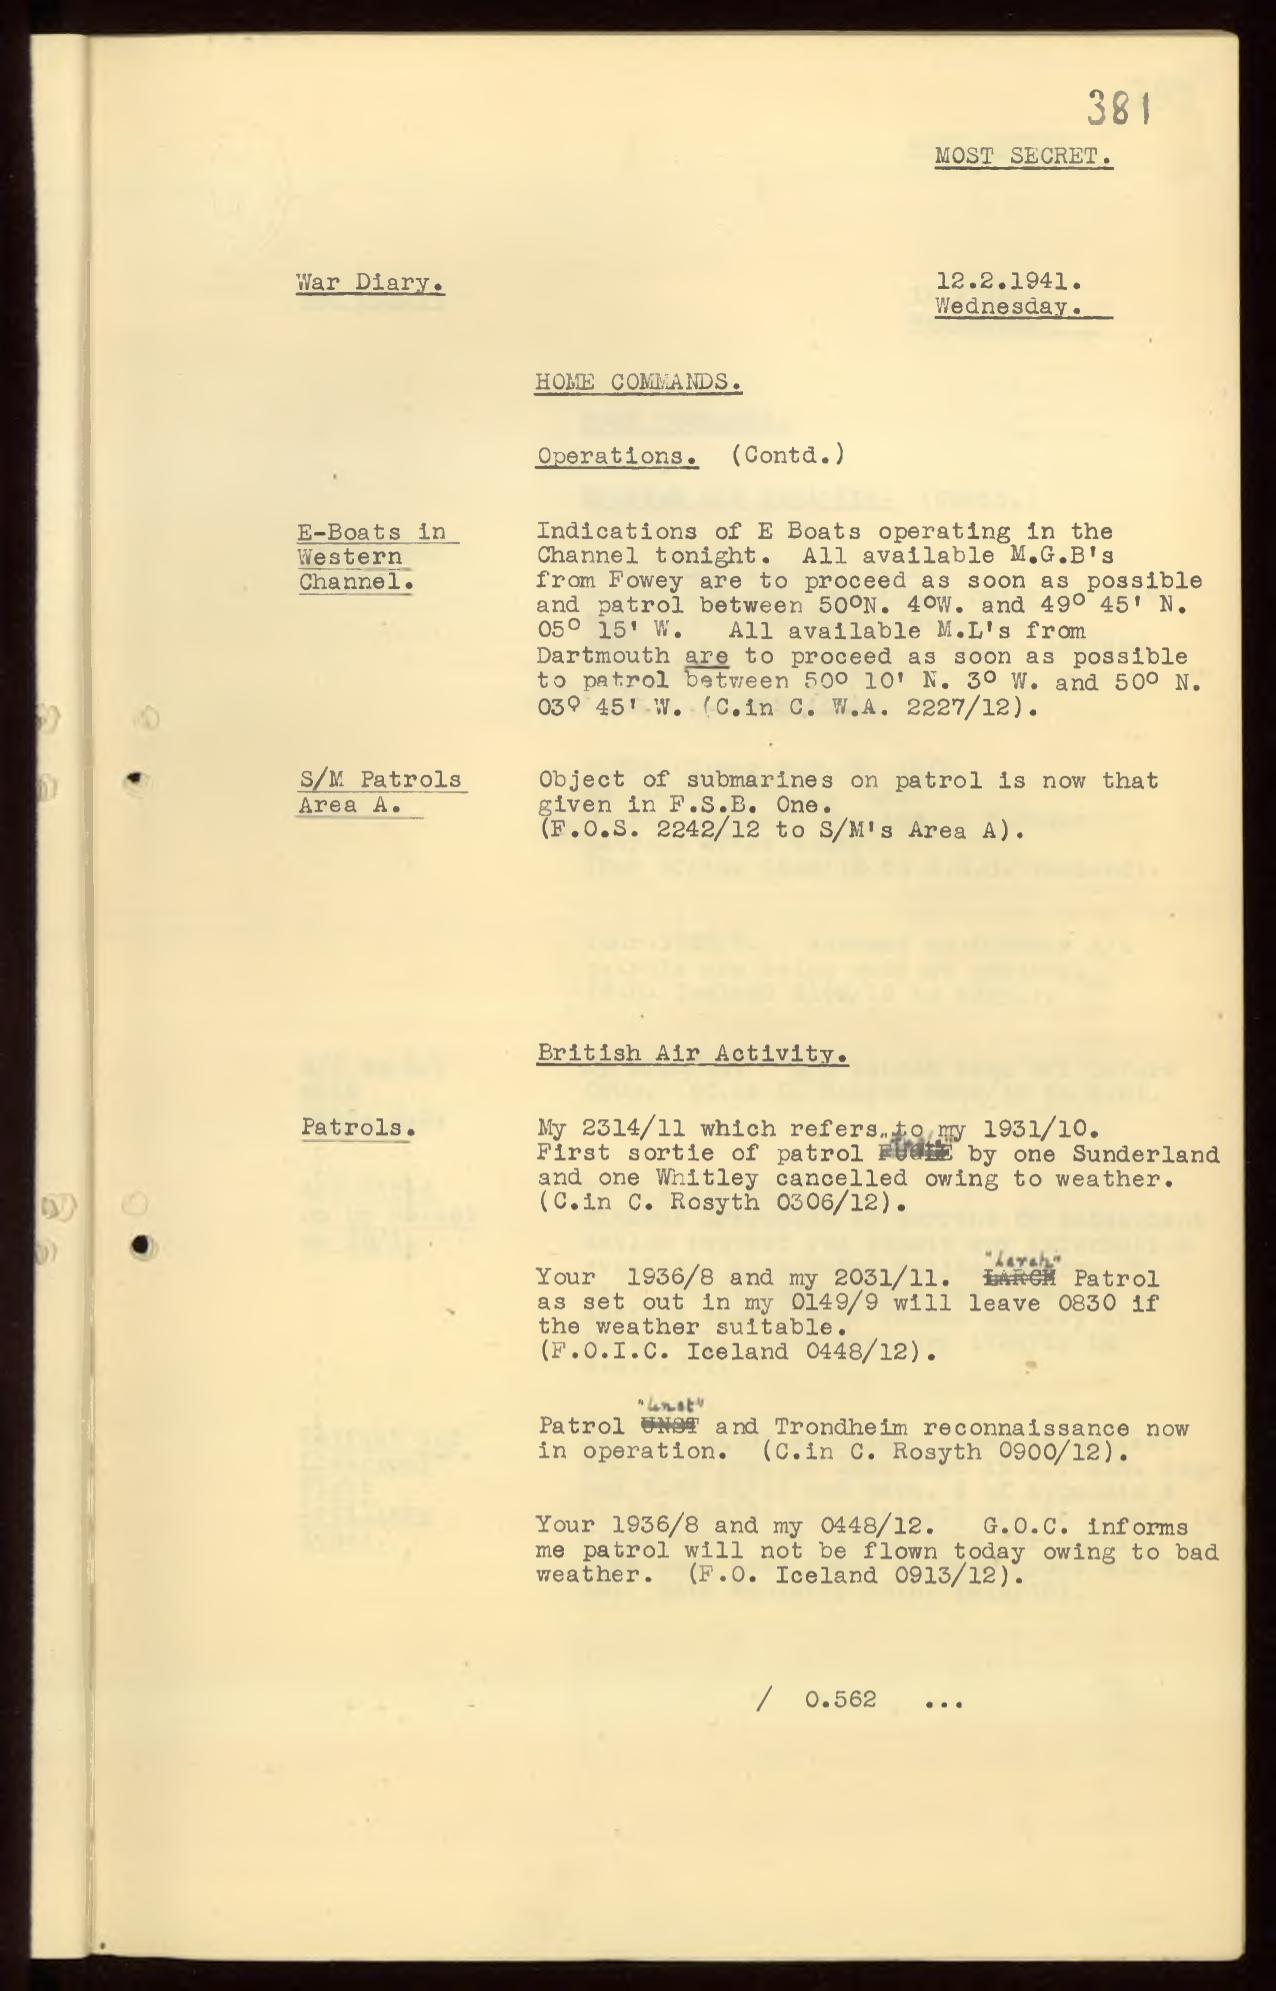 381
MOST SECRET.
War Diary.
12.2.1941.
Wednesday.
HOME COMMANDS.
Operations. (Contd.)
E-Boats in
Western
Channel.
Indications of E Boats operating in the
Channel tonight. All available M.G.B's
from Fowey are to proceed as soon as possible
and patrol between 50°N. 4°W. and 49° 45' N.
05° 15' W. All available M.L's from
Dartmouth are to proceed as soon as possible
to patrol between 50° 10' N. 3° W. and 50° N.
03° 45' W. (C.in C. W.A. 2227/12).
S/M Patrols
Area A.
Object of submarines on patrol is now that
given in F.S.B. One.
(F.O.S. 2242/12 to S/M's Area A).
British Air Activity.
Patrols.
My 2314/11 which refers to my 1931/10.
First sortie of patrol by one Sunderland
and one Whitley cancelled owing to weather.
(C.in C. Rosyth 0306/12).
"Larch"
Your 1936/8 and my 2031/11. LARCH Patrol
as set out in my 0149/9 will leave 0830 if
the weather suitable.
(F.O.I.C. Iceland 0448/12).
"Unst"
Patrol UNST and Trondheim reconnaissance now
in operation. (C.in C. Rosyth 0900/12).
Your 1936/8 and my 0448/12. G.O.C. informs
me patrol will not be flown today owing to bad
weather. (F.O. Iceland 0913/12).
/ 0.562 ...